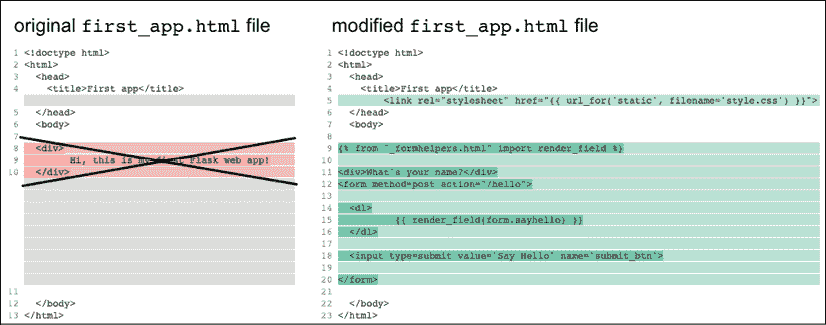 original first_app.html file
1 <!doctype html>
2 <html>
3 <head>
4 <title>First app</title>
5 </head>
6 <body>
7
8 <div>
9 Hi, this is my first Flask web app!
10 </div>
11
12 </body>
13 </html>
modified first_app.html file
1 <!doctype html>
2 <html>
3 <head>
4 <title>First app</title>
5 <link rel="stylesheet" href="{{ url_for('static', filename='style.css') }}">
6 </head>
7 <body>
8
9 {% from "_formhelpers.html" import render_field %}
10
11 <div>What's your name?</div>
12 <form method=post action="/hello">
13
14 <dl>
15 {{ render_field(form.sayhello) }}
16 </dl>
17
18 <input type=submit value='Say Hello' name='submit_btn'>
19
20 </form>
21
22 </body>
23 </html>